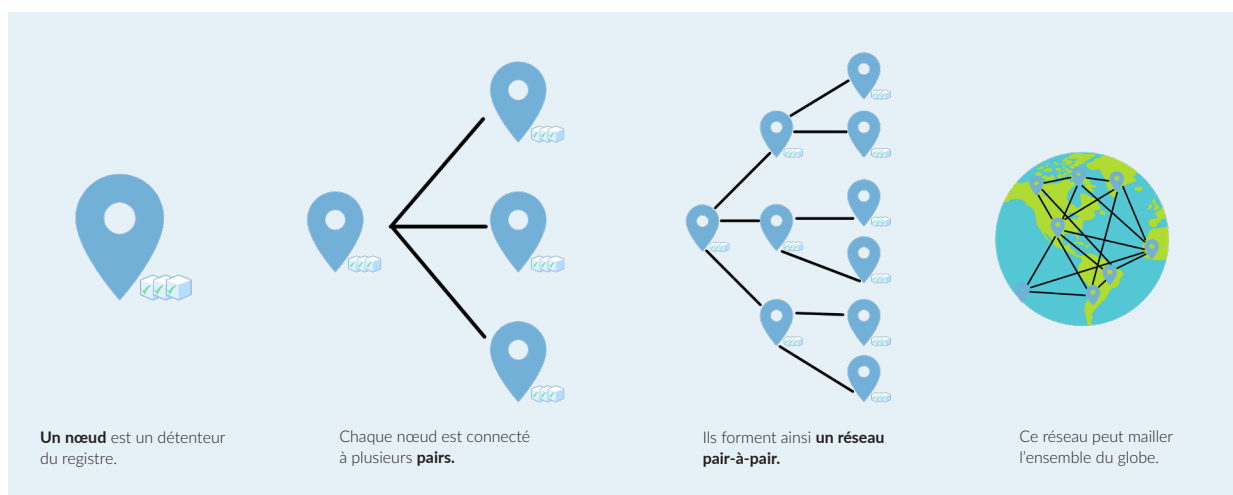 Un nœud est un détenteur
du registre.
Chaque nœud est connecté
à plusieurs pairs.
Ils forment ainsi un réseau
pair-à-pair.
Ce réseau peut mailler
l'ensemble du globe.